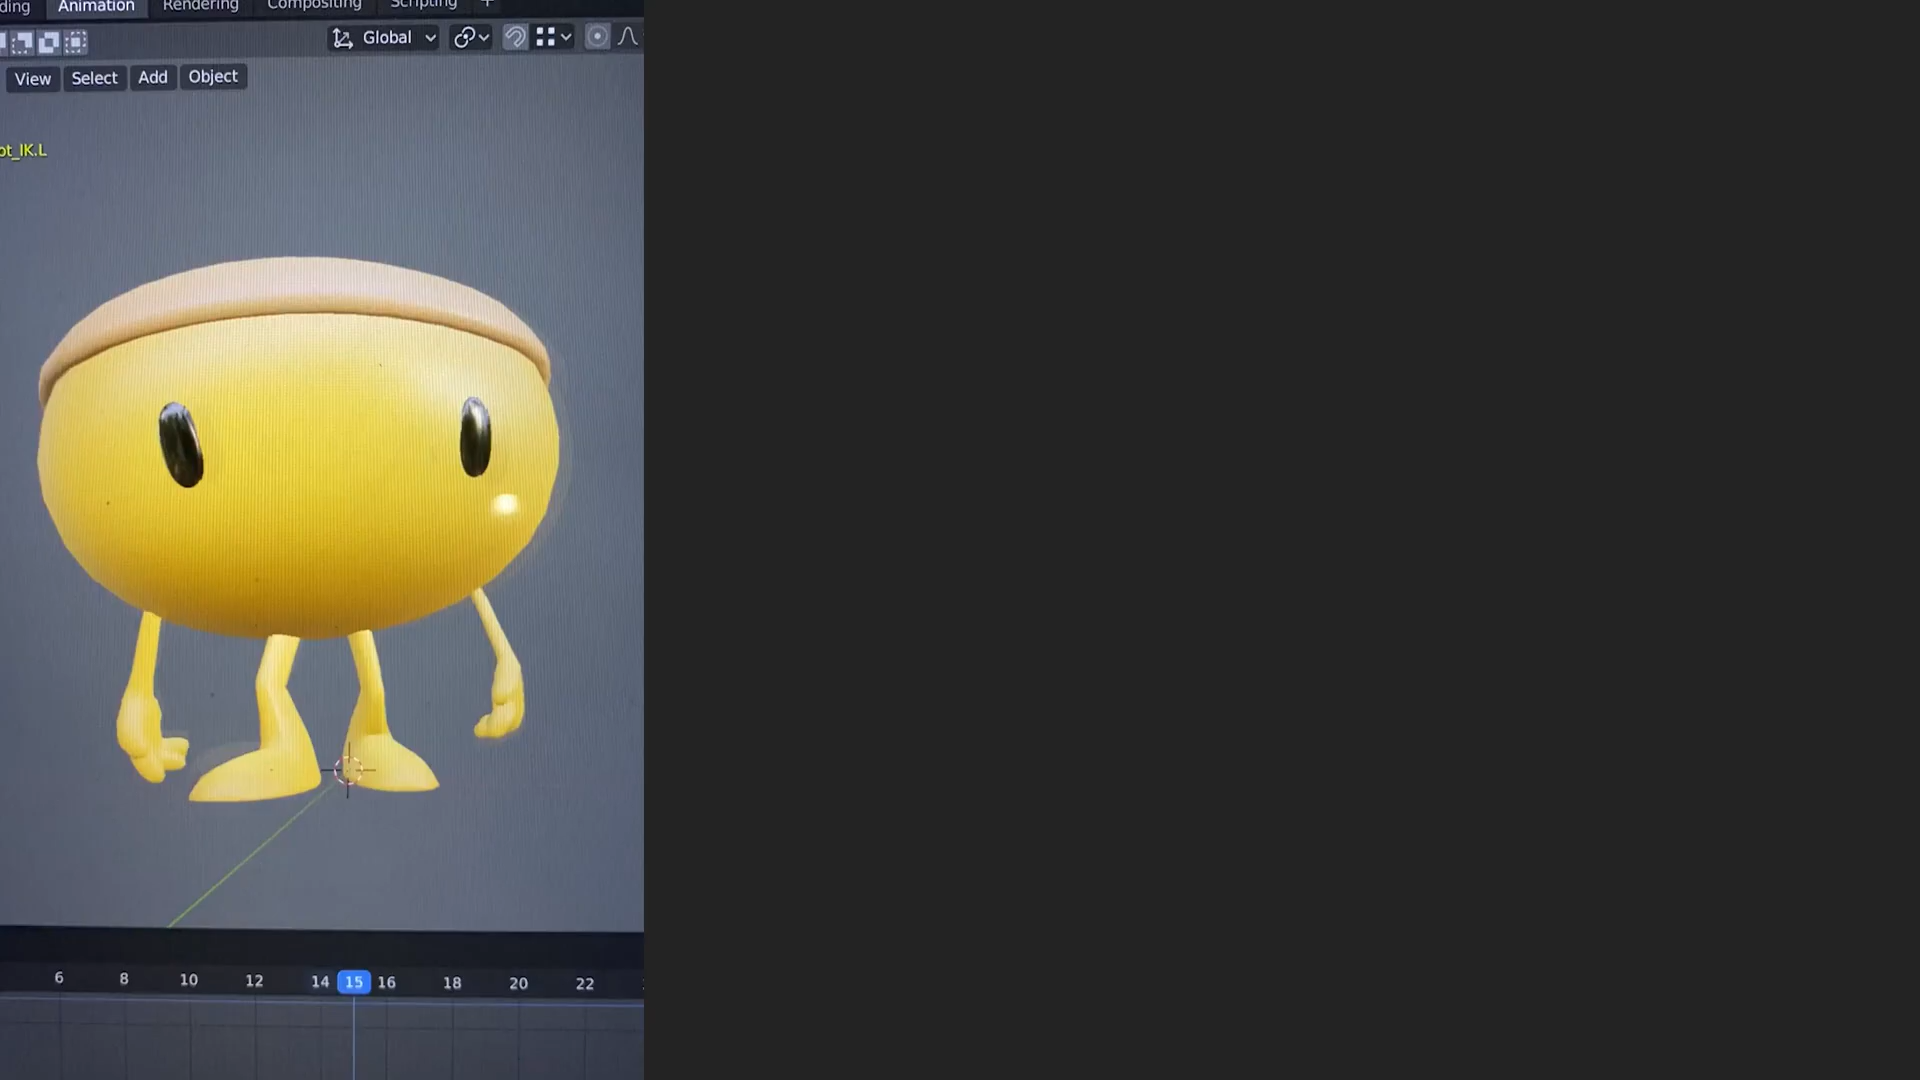 ding Animation Rendering Compositing Scripting +
Global
View Select Add Object
ot_IK.L
6 8 10 12 14 15 16 18 20 22